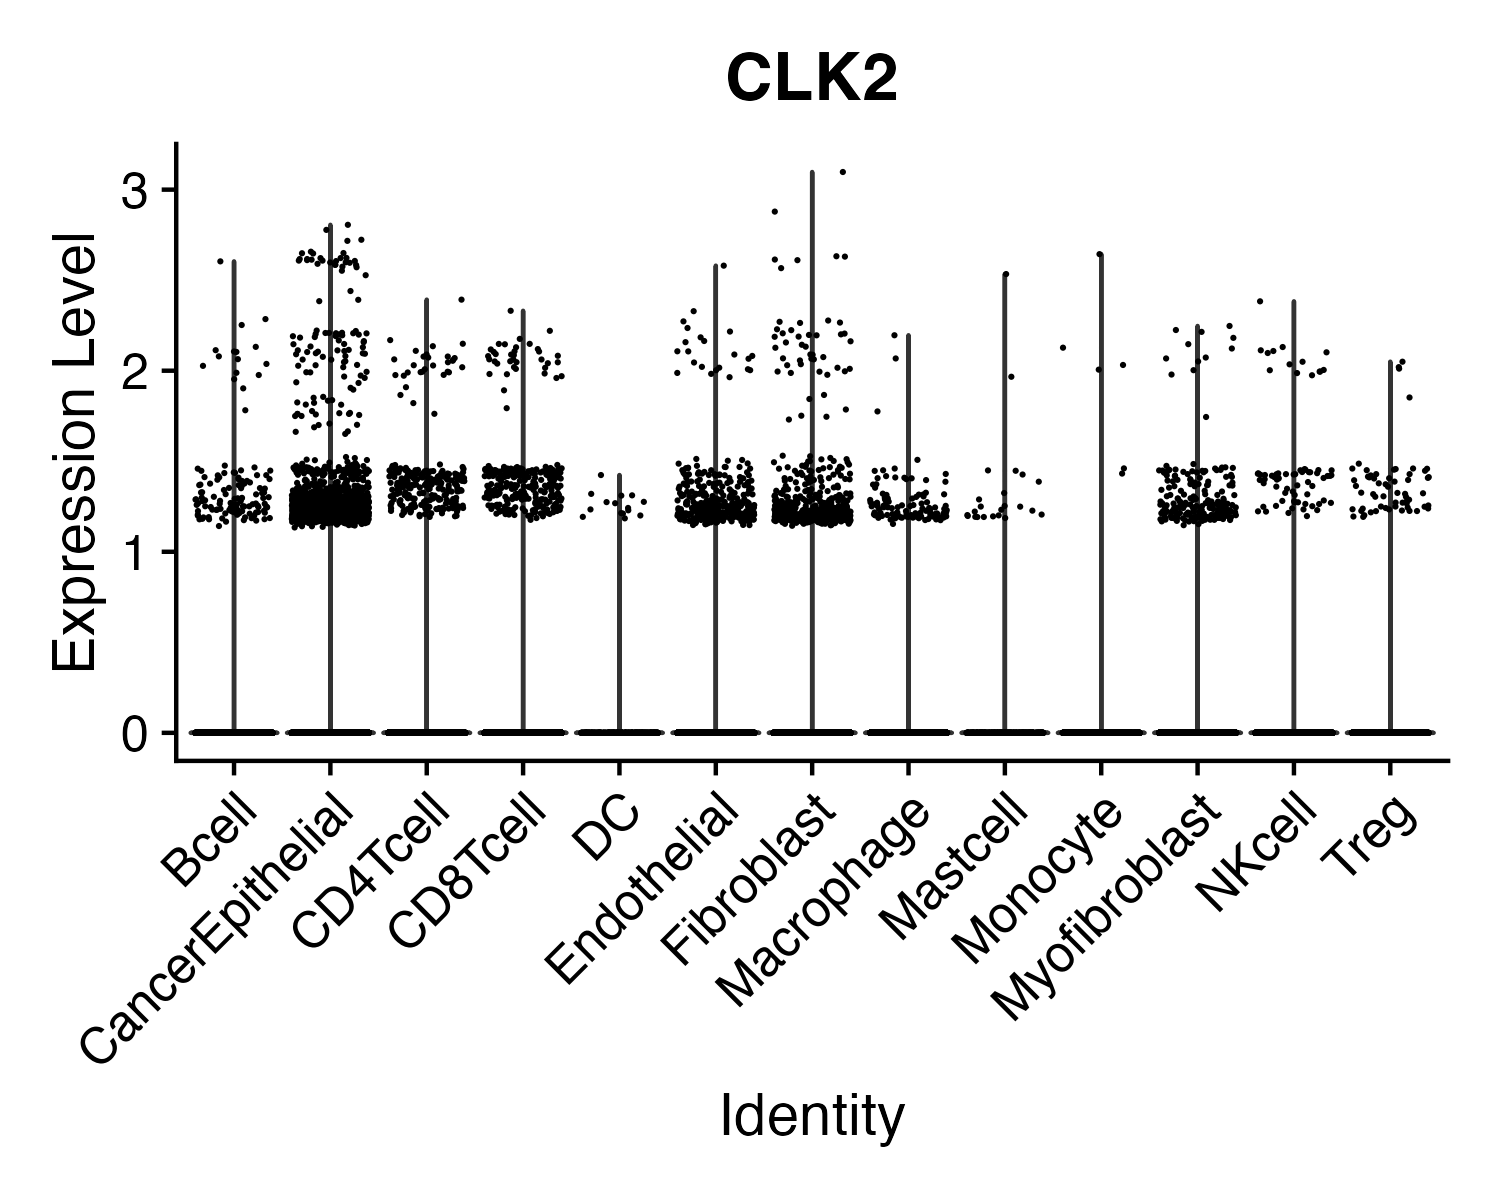 CLK2
Expression Level
3
2
1
0
Bcell
CancerEpithelial
CD4Tcell
CD8Tcell
DC
Endothelial
Fibroblast
Macrophage
Mastcell
Monocyte
Myofibroblast
NKcell
Treg
Identity